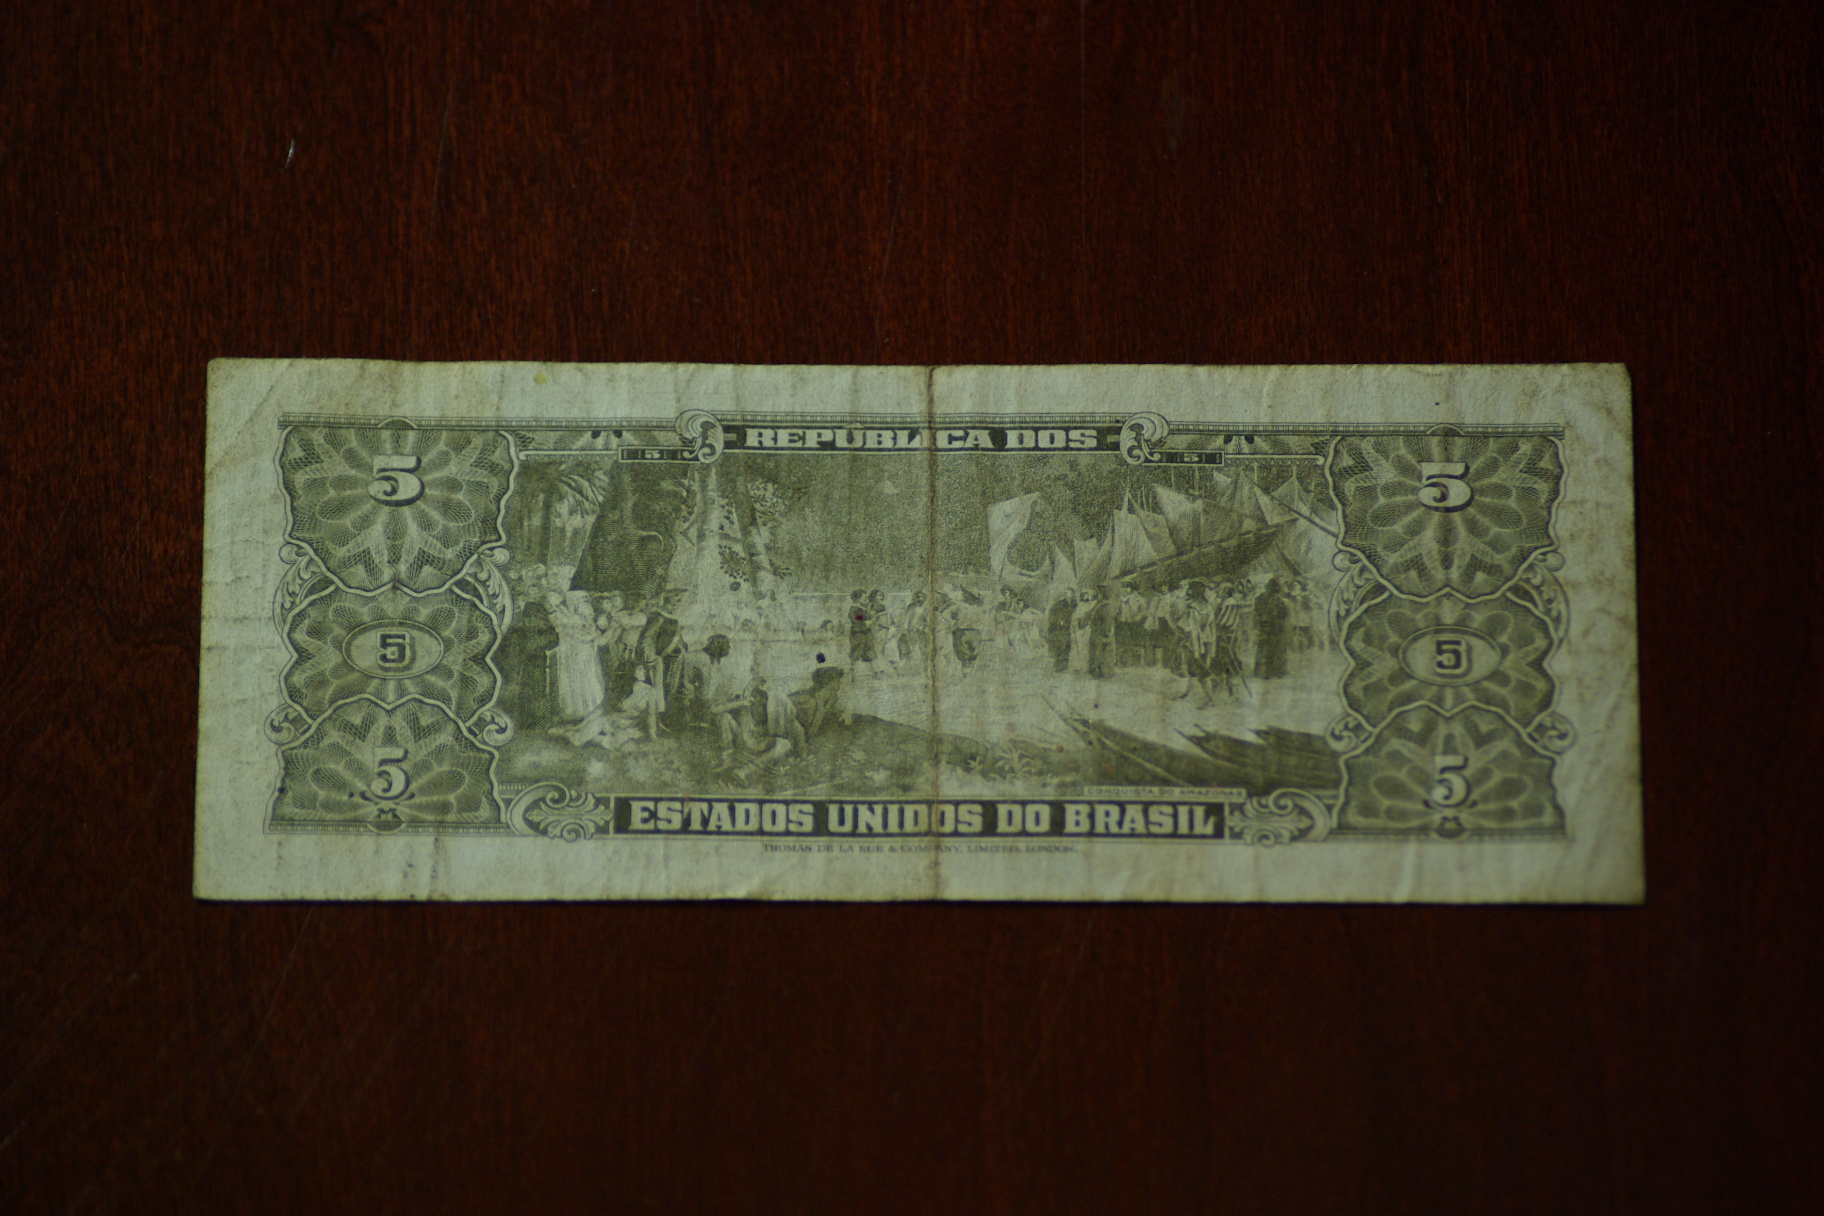 REPÚBLICA DOS
5 5
5 5
5 5
5 5
CONQUISTA DO AMAZONAS
ESTADOS UNIDOS DO BRASIL
THOMAS DE LA RUE & COMPANY, LIMITED, LONDON.